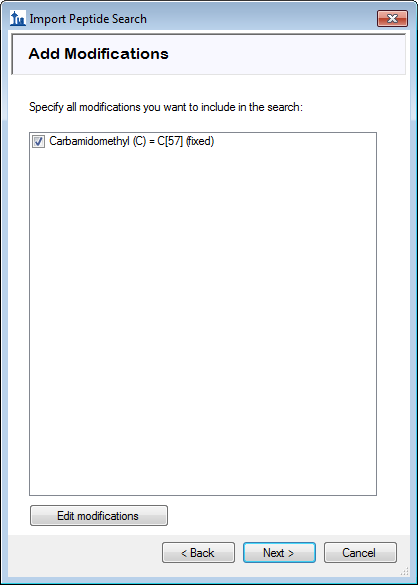 Import Peptide Search
Add Modifications
Specify all modifications you want to include in the search:
Carbamidomethyl (C) = C[57] (fixed)
Edit modifications
< Back
Next >
Cancel